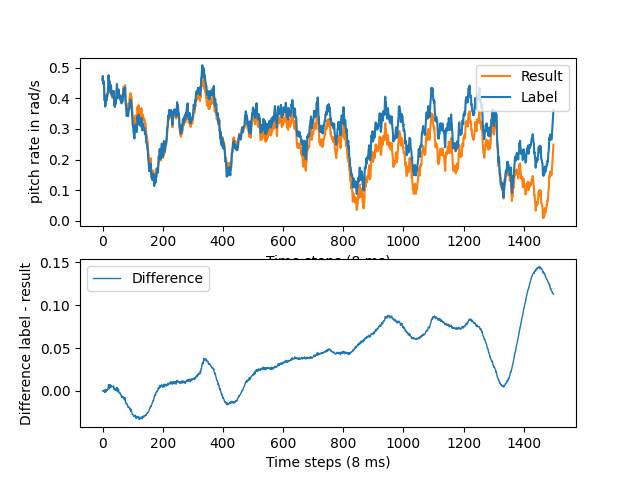 pitch rate in rad/s
0.5
0.4
0.3
0.2
0.1
0.0
Result
Label
0 200 400 600 800 1000 1200 1400
Time steps (8 ms)
Difference label - result
0.15
0.10
0.05
0.00
Difference
0 200 400 600 800 1000 1200 1400
Time steps (8 ms)